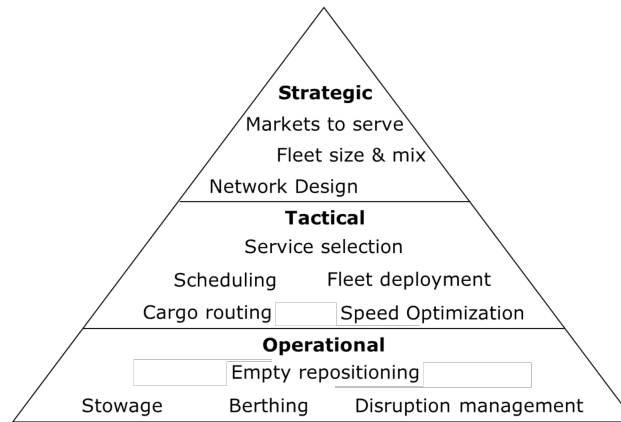 Strategic
Markets to serve
Fleet size & mix
Network Design
Tactical
Service selection
Scheduling Fleet deployment
Cargo routing Speed Optimization
Operational
Empty repositioning
Stowage Berthing Disruption management